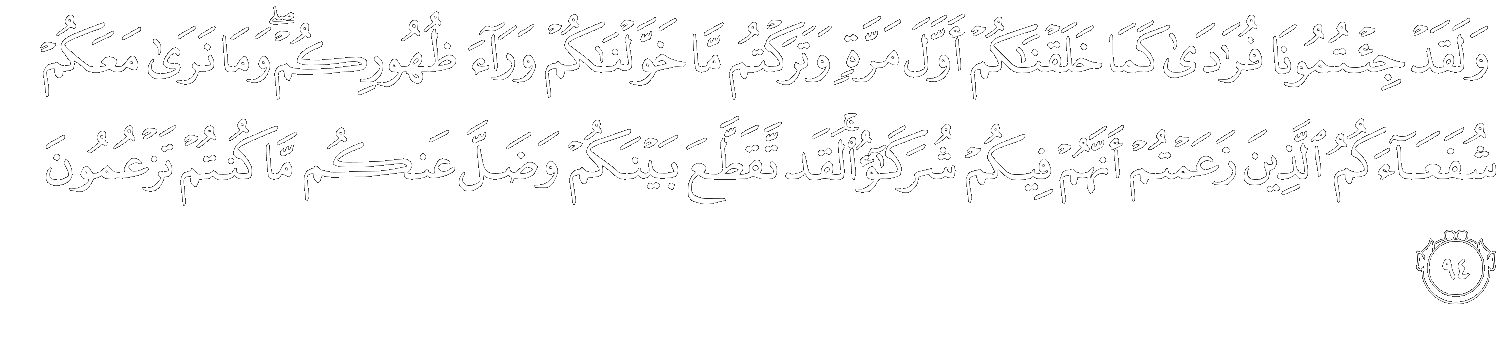 وَلَقَدْ جِئْتُمُونَا فُرَٰدَىٰ كَمَا خَلَقْنَٰكُمْ أَوَّلَ مَرَّةٍ وَتَرَكْتُم مَّا خَوَّلْنَٰكُمْ وَرَآءَ ظُهُورِكُمْ ۖ وَمَا نَرَىٰ مَعَكُمْ
شُفَعَآءَكُمُ ٱلَّذِينَ زَعَمْتُمْ أَنَّهُمْ فِيكُمْ شُرَكَٰٓؤُا۟ ۚ لَقَد تَّقَطَّعَ بَيْنَكُمْ وَضَلَّ عَنكُم مَّا كُنتُمْ تَزْعُمُونَ
٩٤